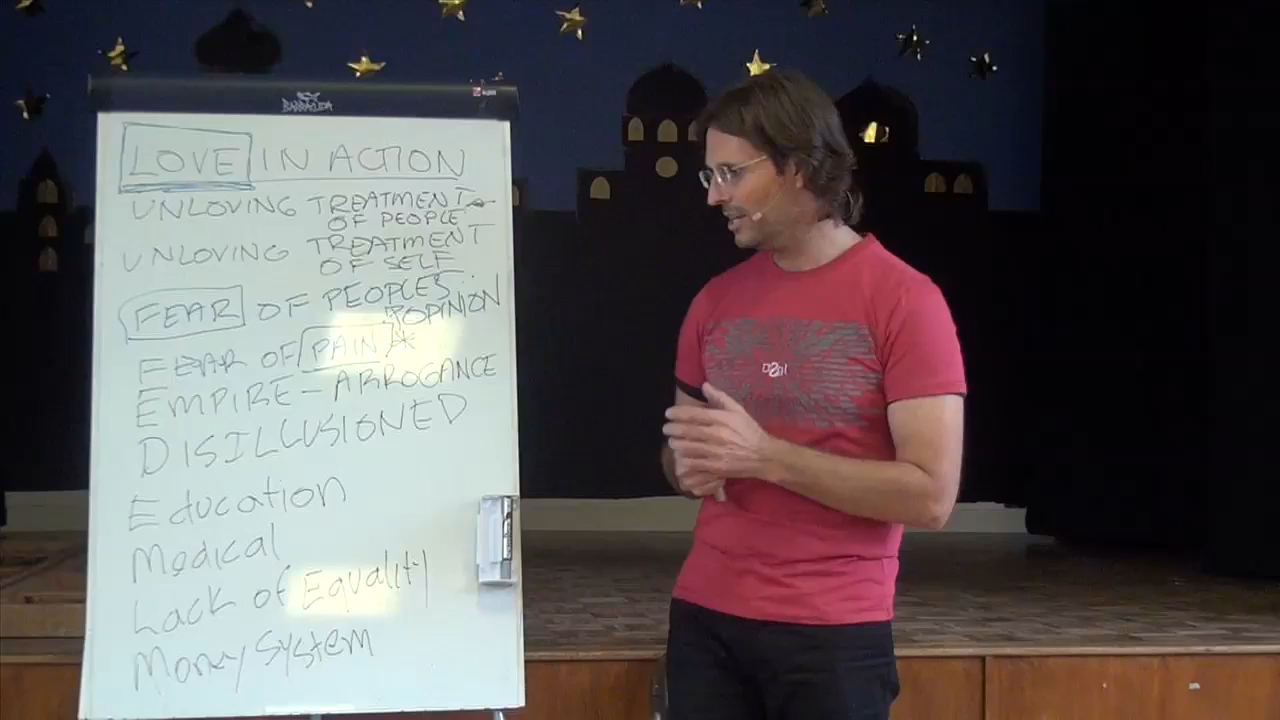 BARRACUDA
LOVE IN ACTION
UNLOVING TREATMENT
OF PEOPLE
UNLOVING TREATMENT
OF SELF
FEAR OF PEOPLES
OPINION
FEAR OF PAIN *
EMPIRE - ARROGANCE
DISILLUSIONED
Education
Medical
Lack of Equality
Money System